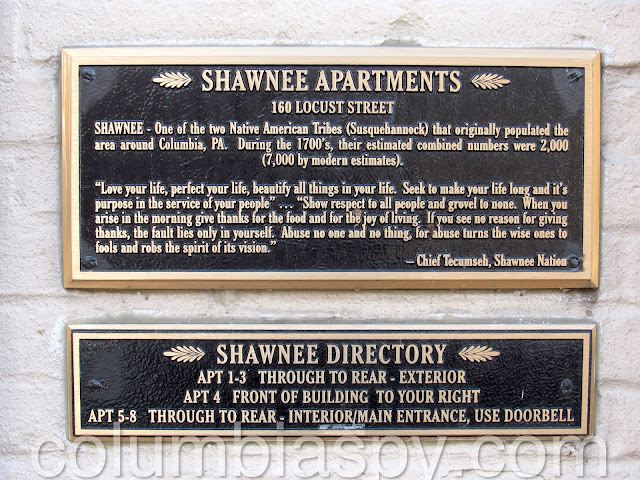 SHAWNEE APARTMENTS
160 LOCUST STREET
SHAWNEE - One of the two Native American Tribes (Susquehannock) that originally populated the
area around Columbia, PA. During the 1700's, their estimated combined numbers were 2,000
(7,000 by modern estimates).
"Love your life, perfect your life, beautify all things in your life. Seek to make your life long and it's
purpose in the service of your people" . . . "Show respect to all people and grovel to none. When you
arise in the morning give thanks for the food and for the joy of living. If you see no reason for giving
thanks, the fault lies only in yourself. Abuse no one and no thing, for abuse turns the wise ones to
fools and robs the spirit of its vision."
— Chief Tecumseh, Shawnee Nation
SHAWNEE DIRECTORY
APT 1-3 THROUGH TO REAR - EXTERIOR
APT 4 FRONT OF BUILDING TO YOUR RIGHT
APT 5-8 THROUGH TO REAR - INTERIOR/MAIN ENTRANCE, USE DOORBELL
columbiaspy.com